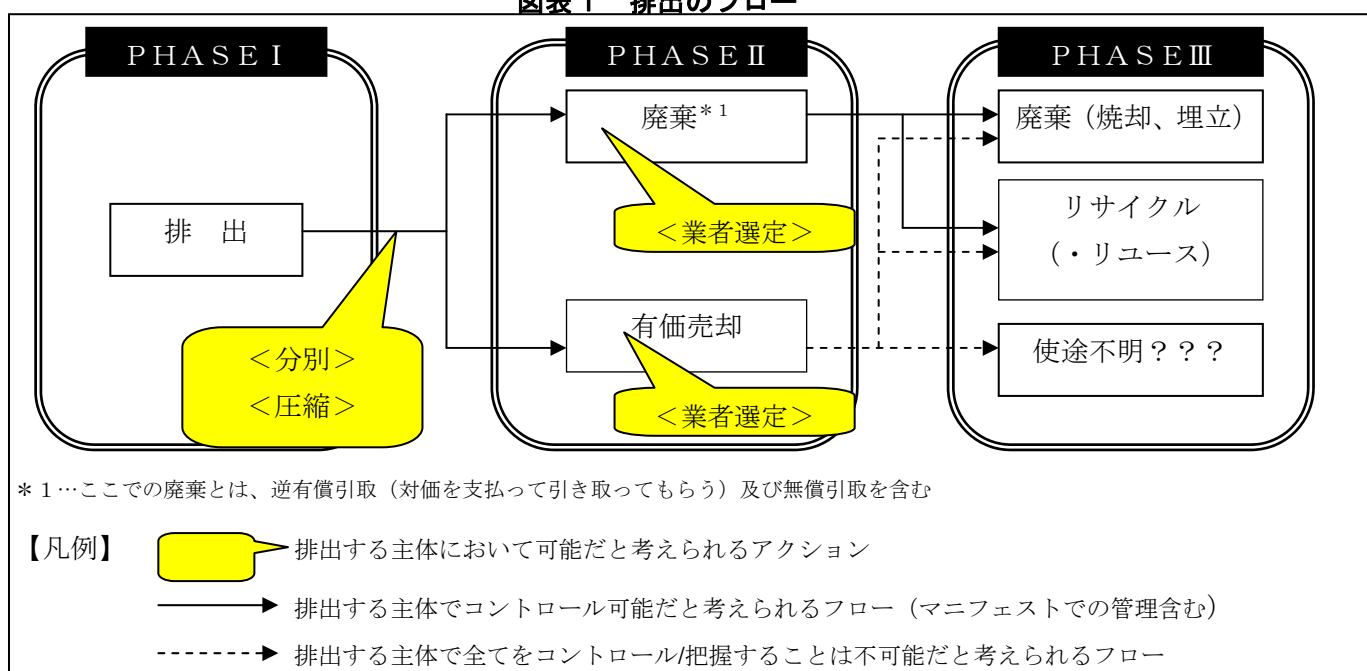 図表1 排出のフロー
PHASEⅠ
PHASEⅡ
PHASEⅢ
廃棄*1
廃棄(焼却、埋立)
排 出
<業者選定>
リサイクル
(・リユース)
<分別>
<圧縮>
有価売却
<業者選定>
使途不明???
*1…ここでの廃棄とは、逆有償引取(対価を支払って引き取ってもらう)及び無償引取を含む
【凡例】
排出する主体において可能だと考えられるアクション
排出する主体でコントロール可能だと考えられるフロー(マニフェストでの管理含む)
排出する主体で全てをコントロール/把握することは不可能だと考えられるフロー